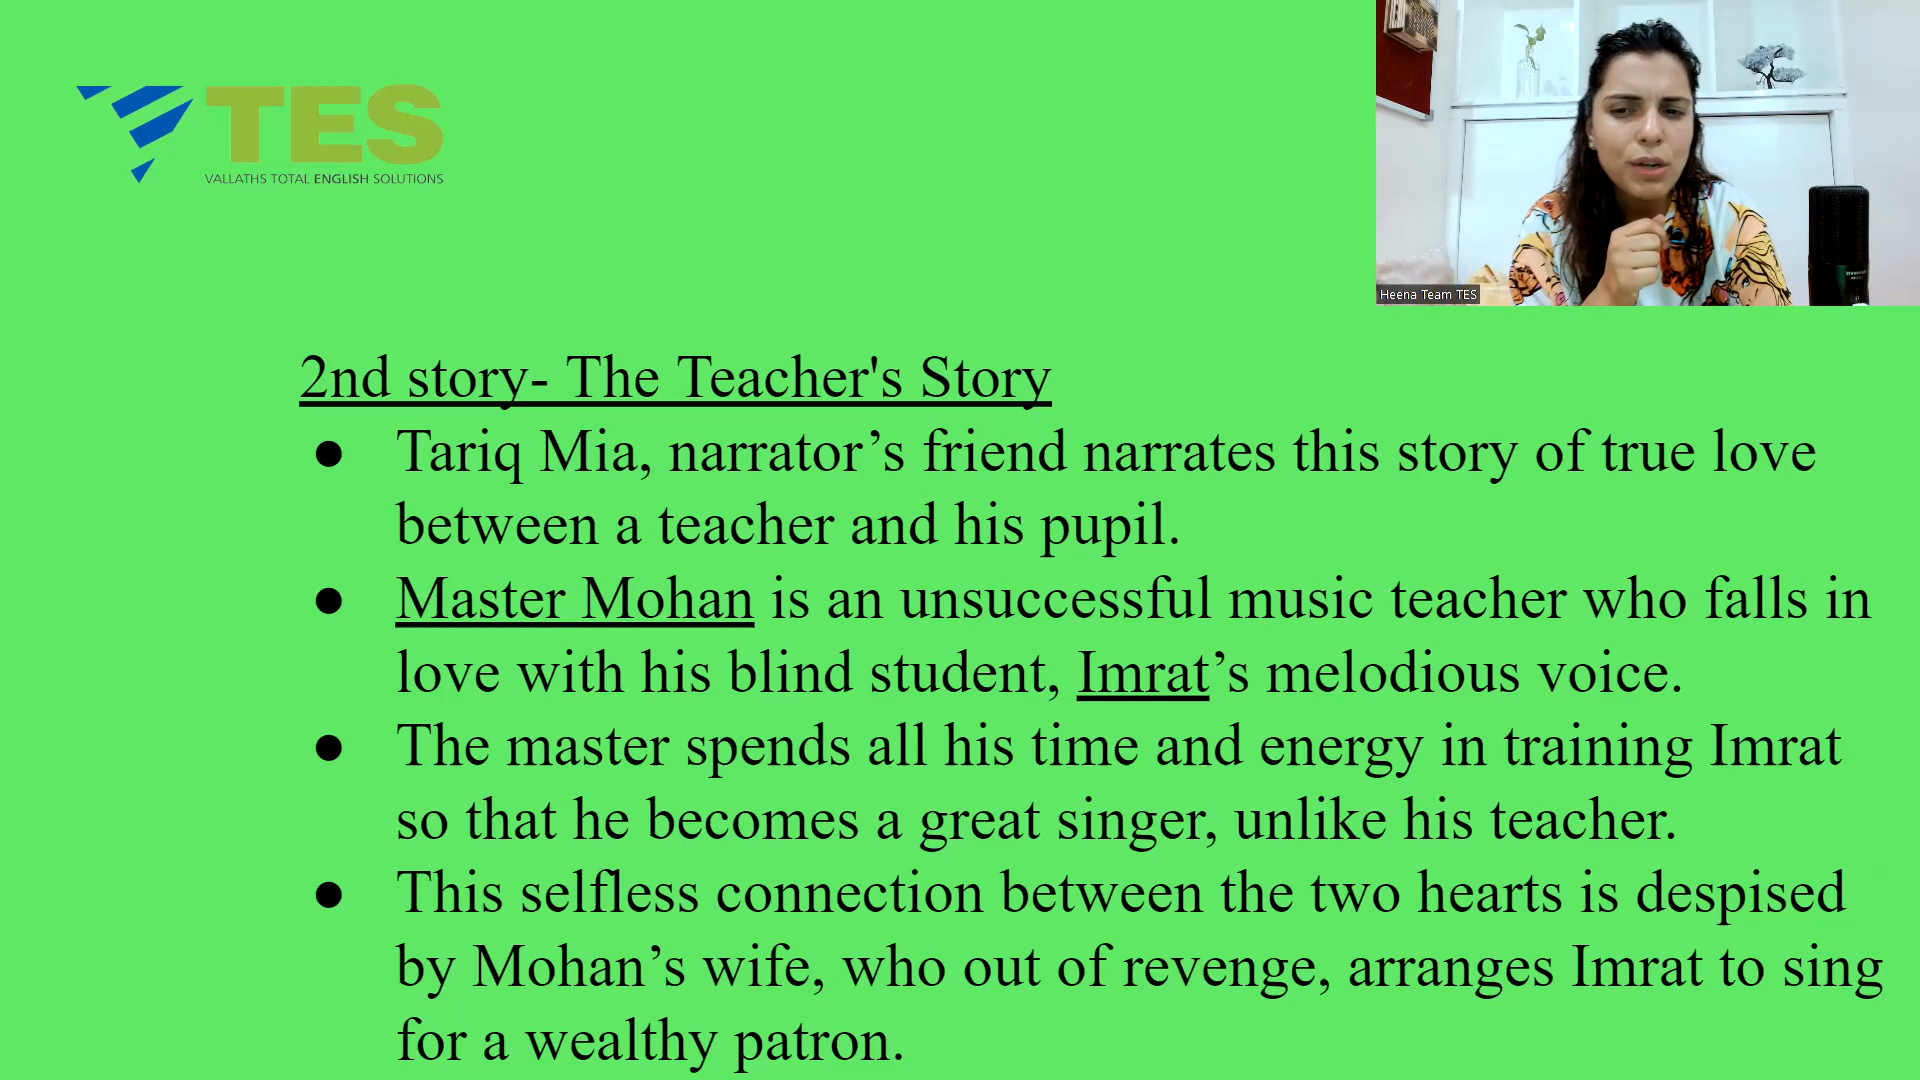 TES
VALLATHS TOTAL ENGLISH SOLUTIONS
Heena Team TES
2nd story- The Teacher's Story
● Tariq Mia, narrator’s friend narrates this story of true love
between a teacher and his pupil.
● Master Mohan is an unsuccessful music teacher who falls in
love with his blind student, Imrat’s melodious voice.
● The master spends all his time and energy in training Imrat
so that he becomes a great singer, unlike his teacher.
● This selfless connection between the two hearts is despised
by Mohan’s wife, who out of revenge, arranges Imrat to sing
for a wealthy patron.